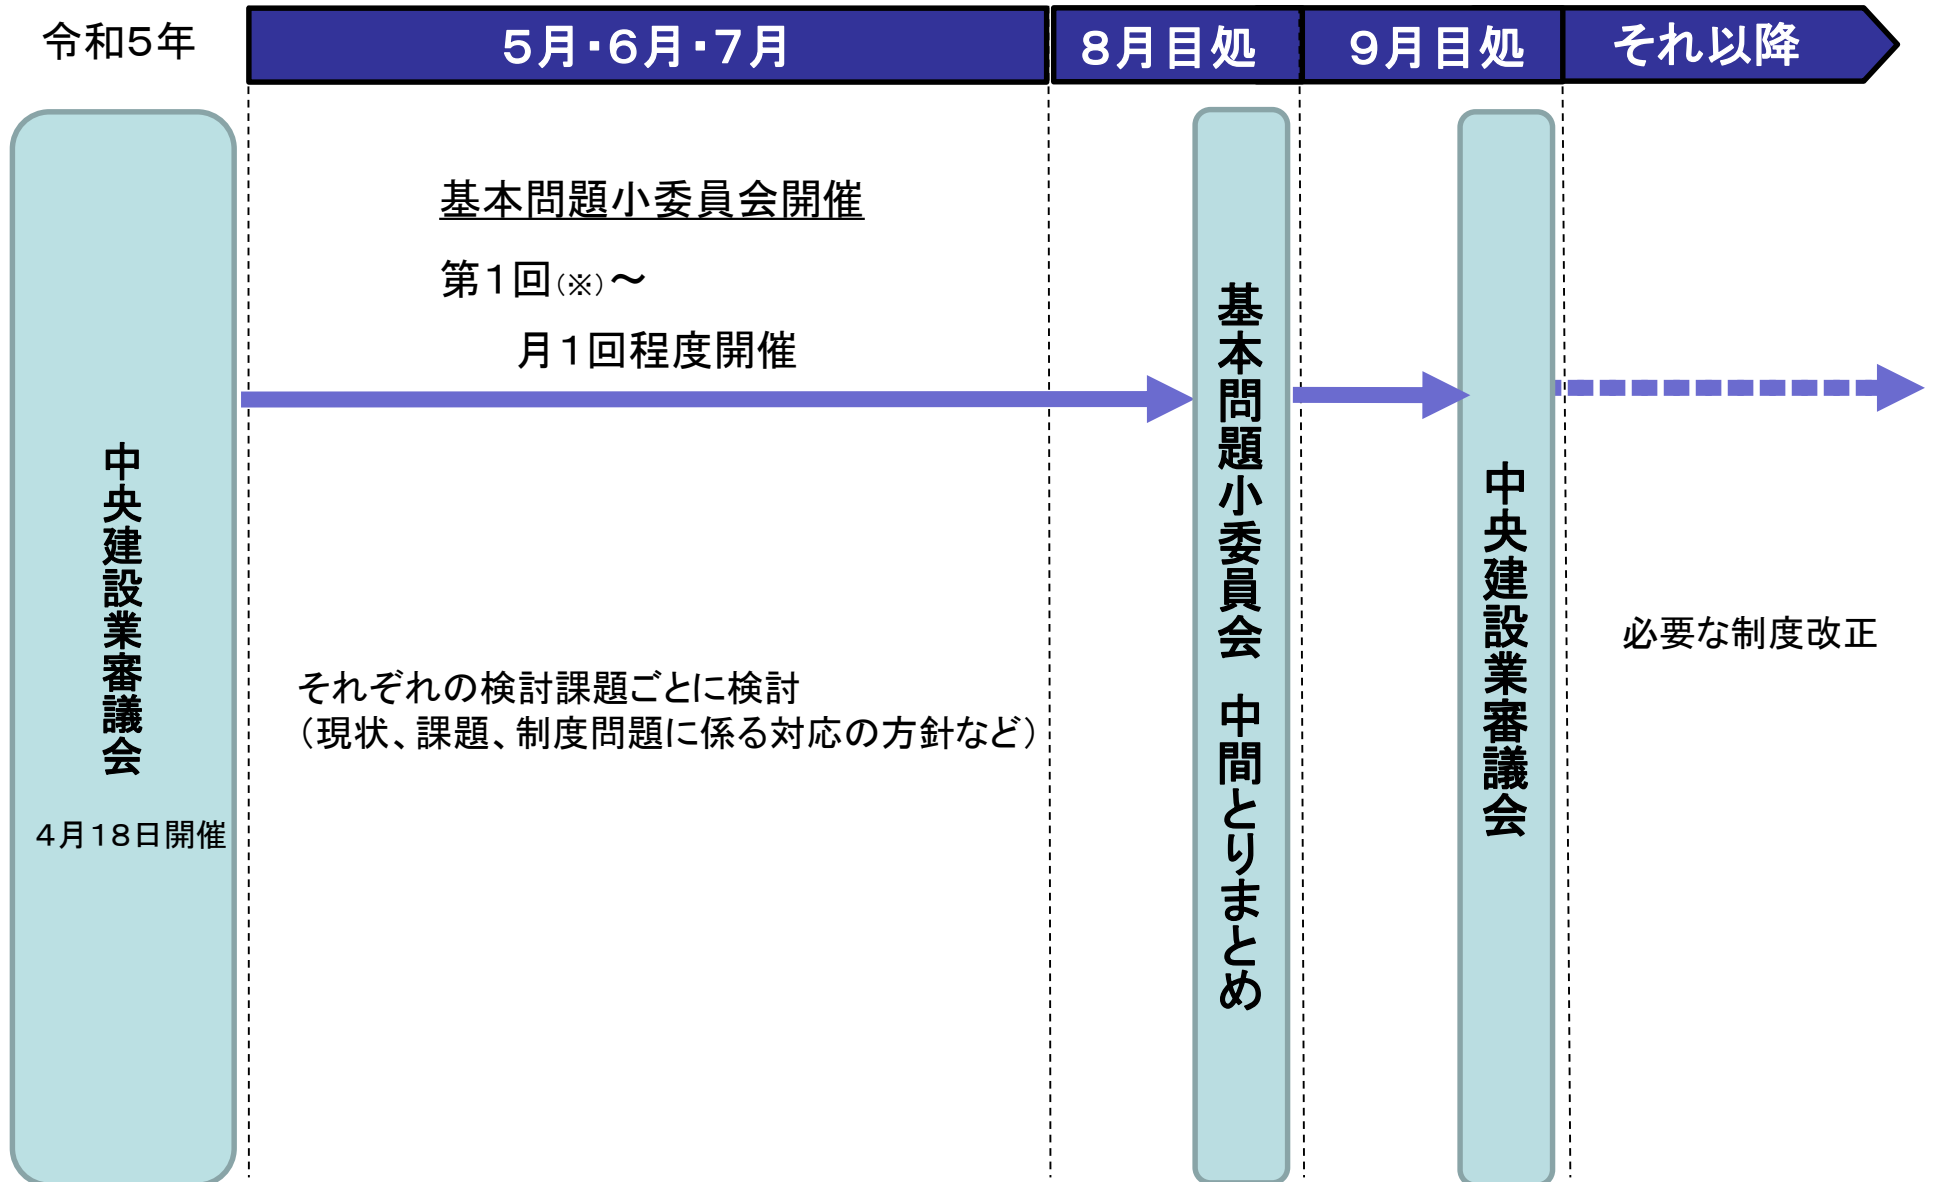 令和5年
5月・6月・7月
8月目処
9月目処
それ以降
中央建設業審議会
4月18日開催
基本問題小委員会開催
第1回(※)～
月1回程度開催
それぞれの検討課題ごとに検討
（現状、課題、制度問題に係る対応の方針など）
基本問題小委員会　中間とりまとめ
中央建設業審議会
必要な制度改正